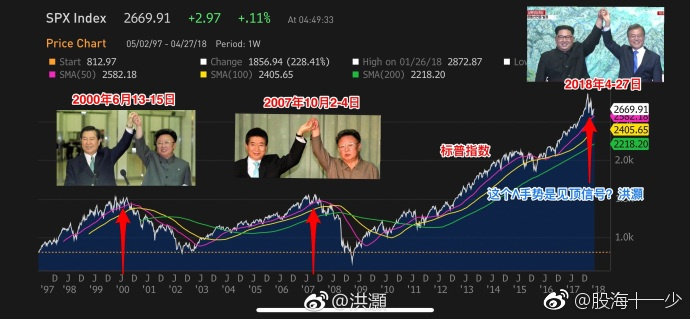 SPX Index 2669.91 +2.97 +.11% At 04:49:33
Price Chart 05/02/97 - 04/27/18 Period: 1W
Start 812.97 Change 1856.94 (228.41%) High on 01/26/18 2872.87 Lo
SMA(50) 2582.18 SMA(100) 2405.65 SMA(200) 2218.20
2000年6月13-15日
2007年10月2-4日
2018年4-27日
标普指数
2669.91
2582.18
2405.65
2218.20
2.0k
这个Λ手势是见顶信号？洪灝
1.0k
D J D J D J D J D J D J D J D J D J D J D J D J D J D J D J D J D J D J D J D J D
'97 '98 '99 '00 '01 '02 '03 '04 '05 '06 '07 '08 '09 '10 '11 '12 '13 '14 '15 '16 '17 '18
@洪灝
@股海十一少